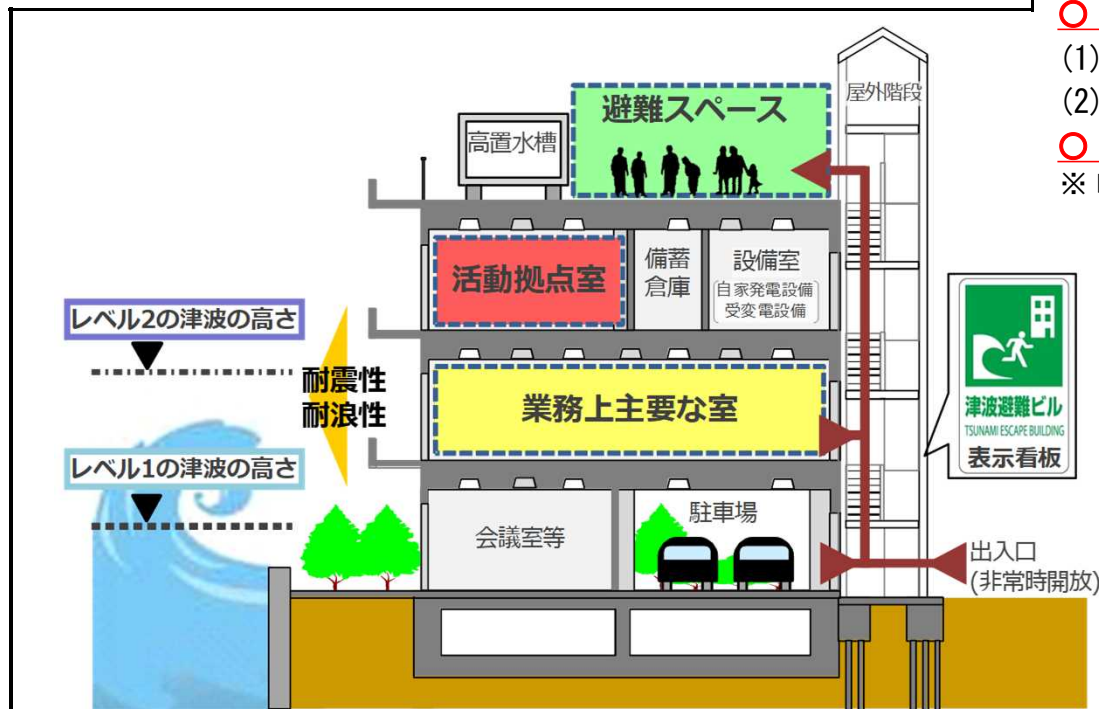 ○
(1)
(2)
○
※
屋外階段
避難スペース
高置水槽
活動拠点室
備蓄
倉庫
設備室
自家発電設備
受変電設備
レベル2の津波の高さ
耐震性
耐浪性
業務上主要な室
津波避難ビル
TSUNAMI ESCAPE BUILDING
表示看板
レベル1の津波の高さ
会議室等
駐車場
出入口
(非常時開放)